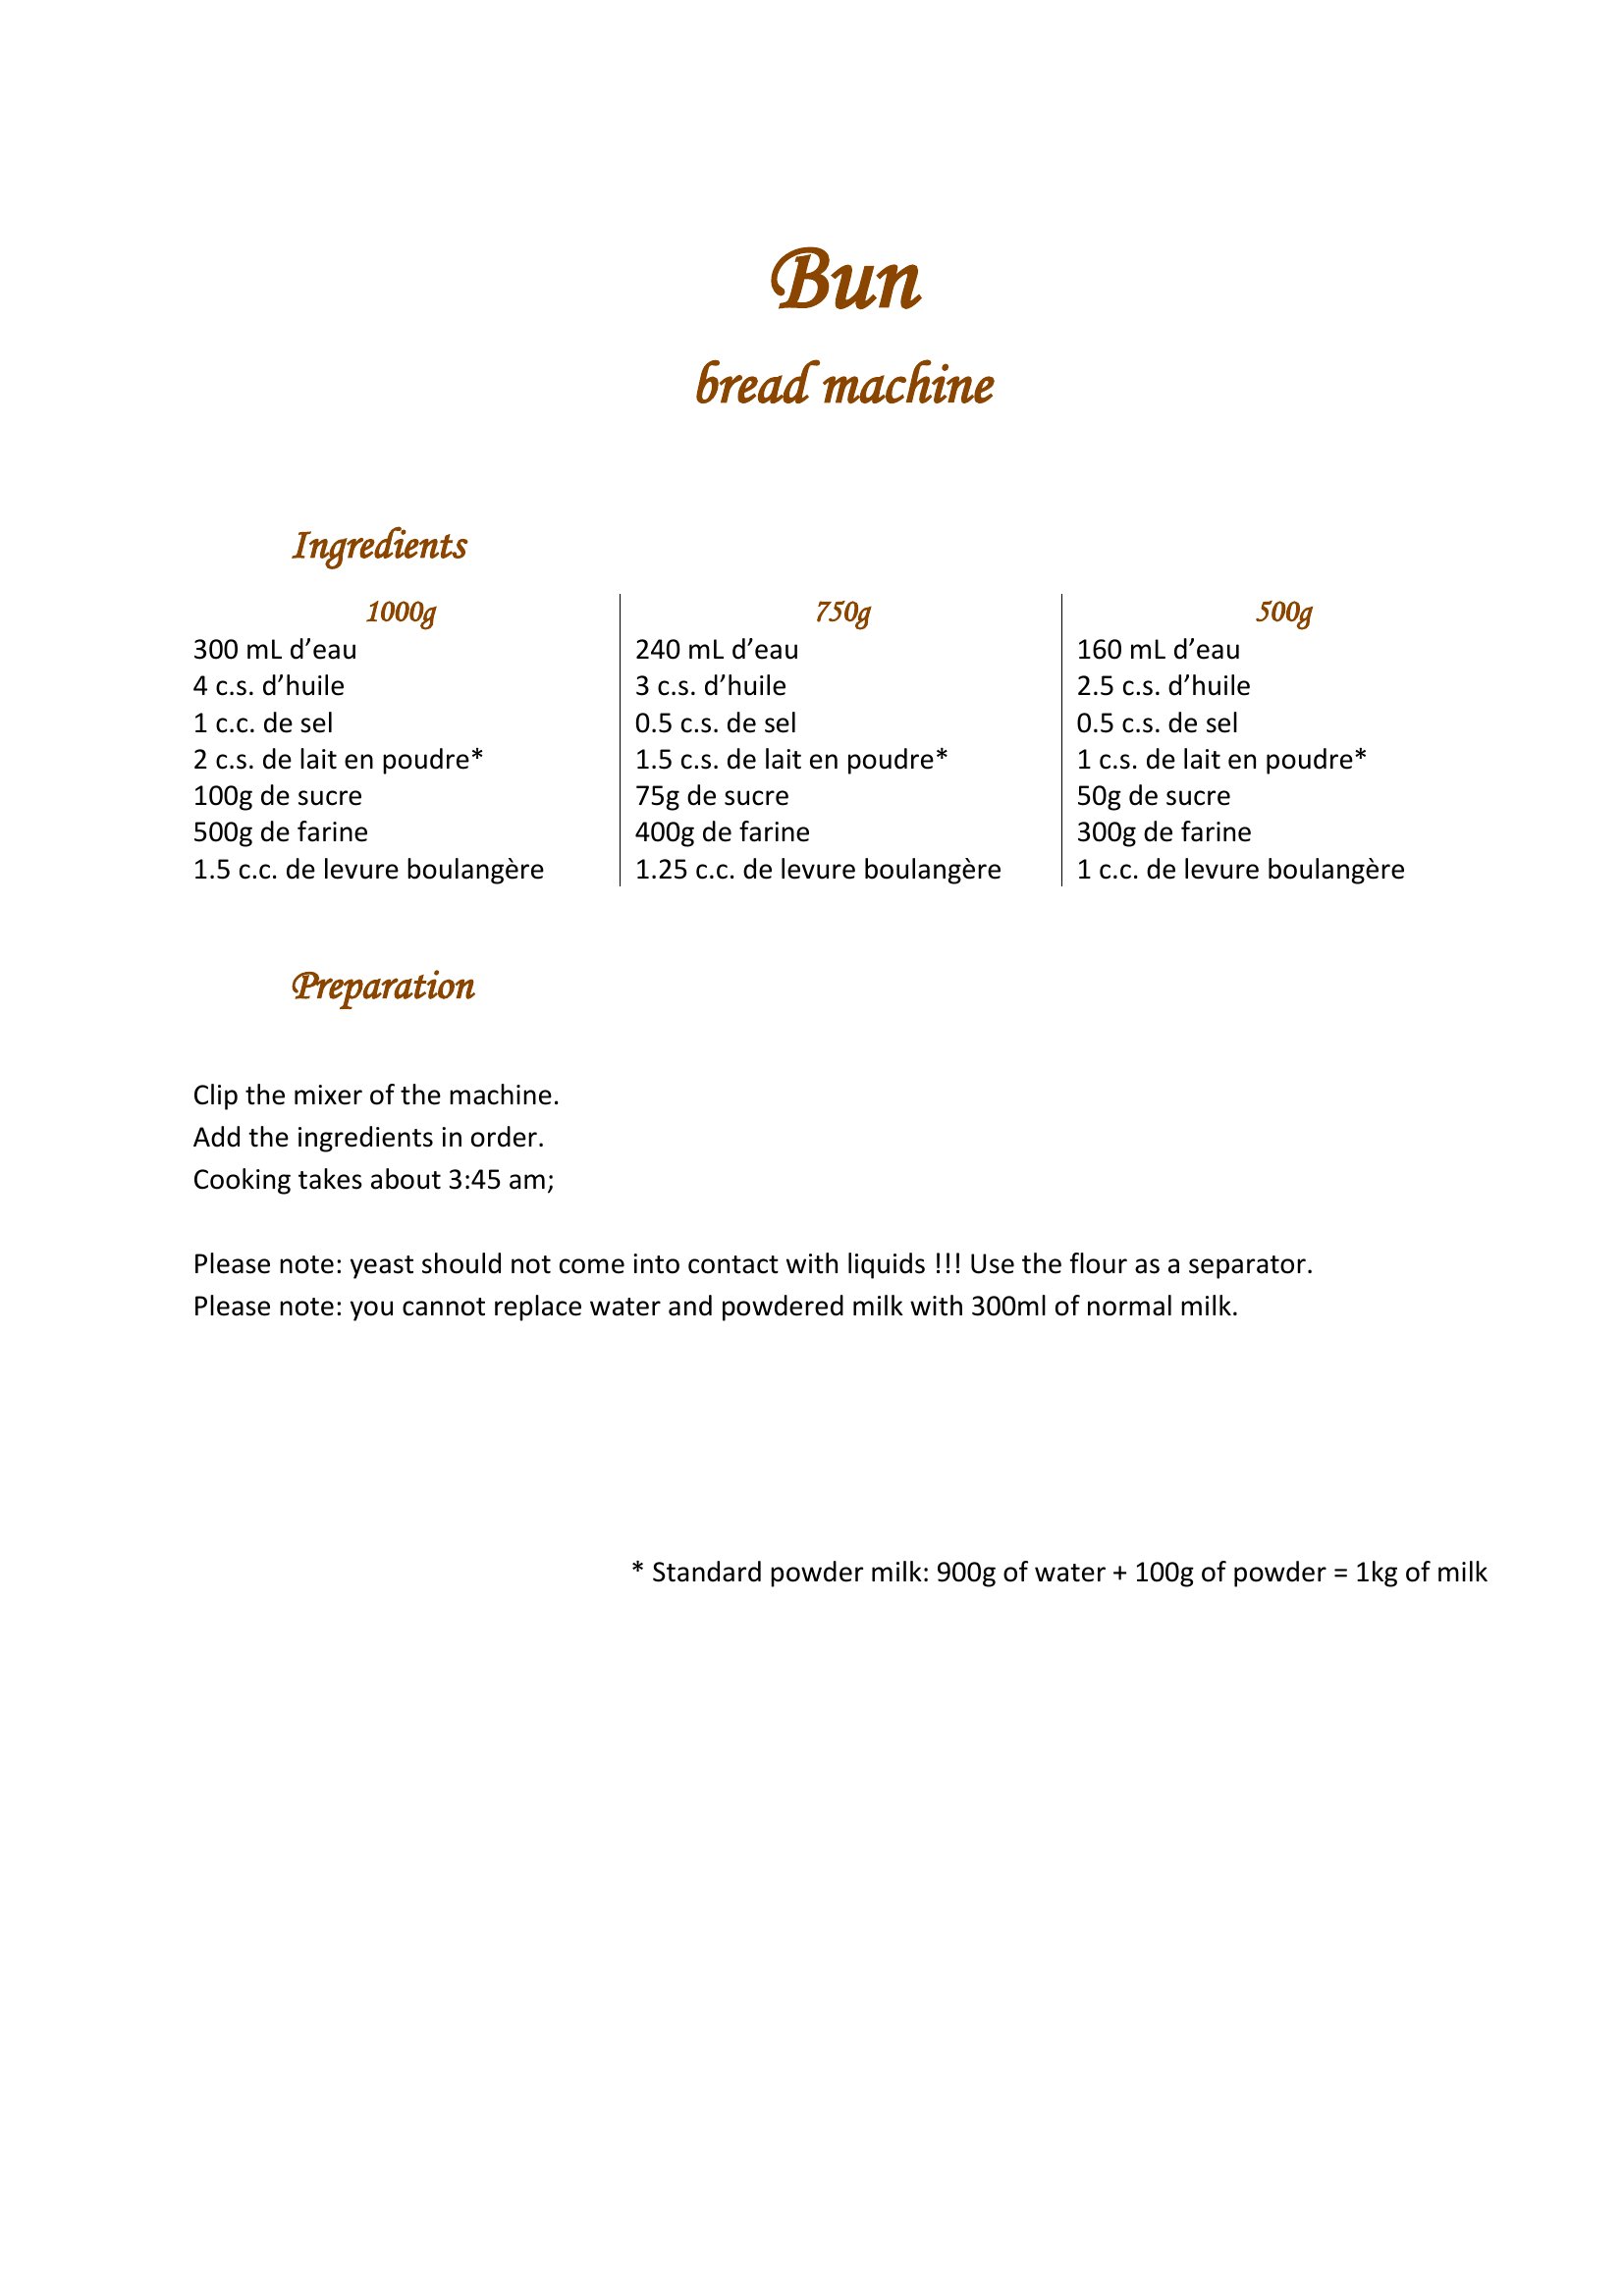 Bun
bread machine
Ingredients
1000g
300 mL d’eau
4 c.s. d’huile
1 c.c. de sel
2 c.s. de lait en poudre*
100g de sucre
500g de farine
1.5 c.c. de levure boulangère
750g
240 mL d’eau
3 c.s. d’huile
0.5 c.s. de sel
1.5 c.s. de lait en poudre*
75g de sucre
400g de farine
1.25 c.c. de levure boulangère
500g
160 mL d’eau
2.5 c.s. d’huile
0.5 c.s. de sel
1 c.s. de lait en poudre*
50g de sucre
300g de farine
1 c.c. de levure boulangère
Preparation
Clip the mixer of the machine.
Add the ingredients in order.
Cooking takes about 3:45 am;
Please note: yeast should not come into contact with liquids !!! Use the flour as a separator.
Please note: you cannot replace water and powdered milk with 300ml of normal milk.
* Standard powder milk: 900g of water + 100g of powder = 1kg of milk